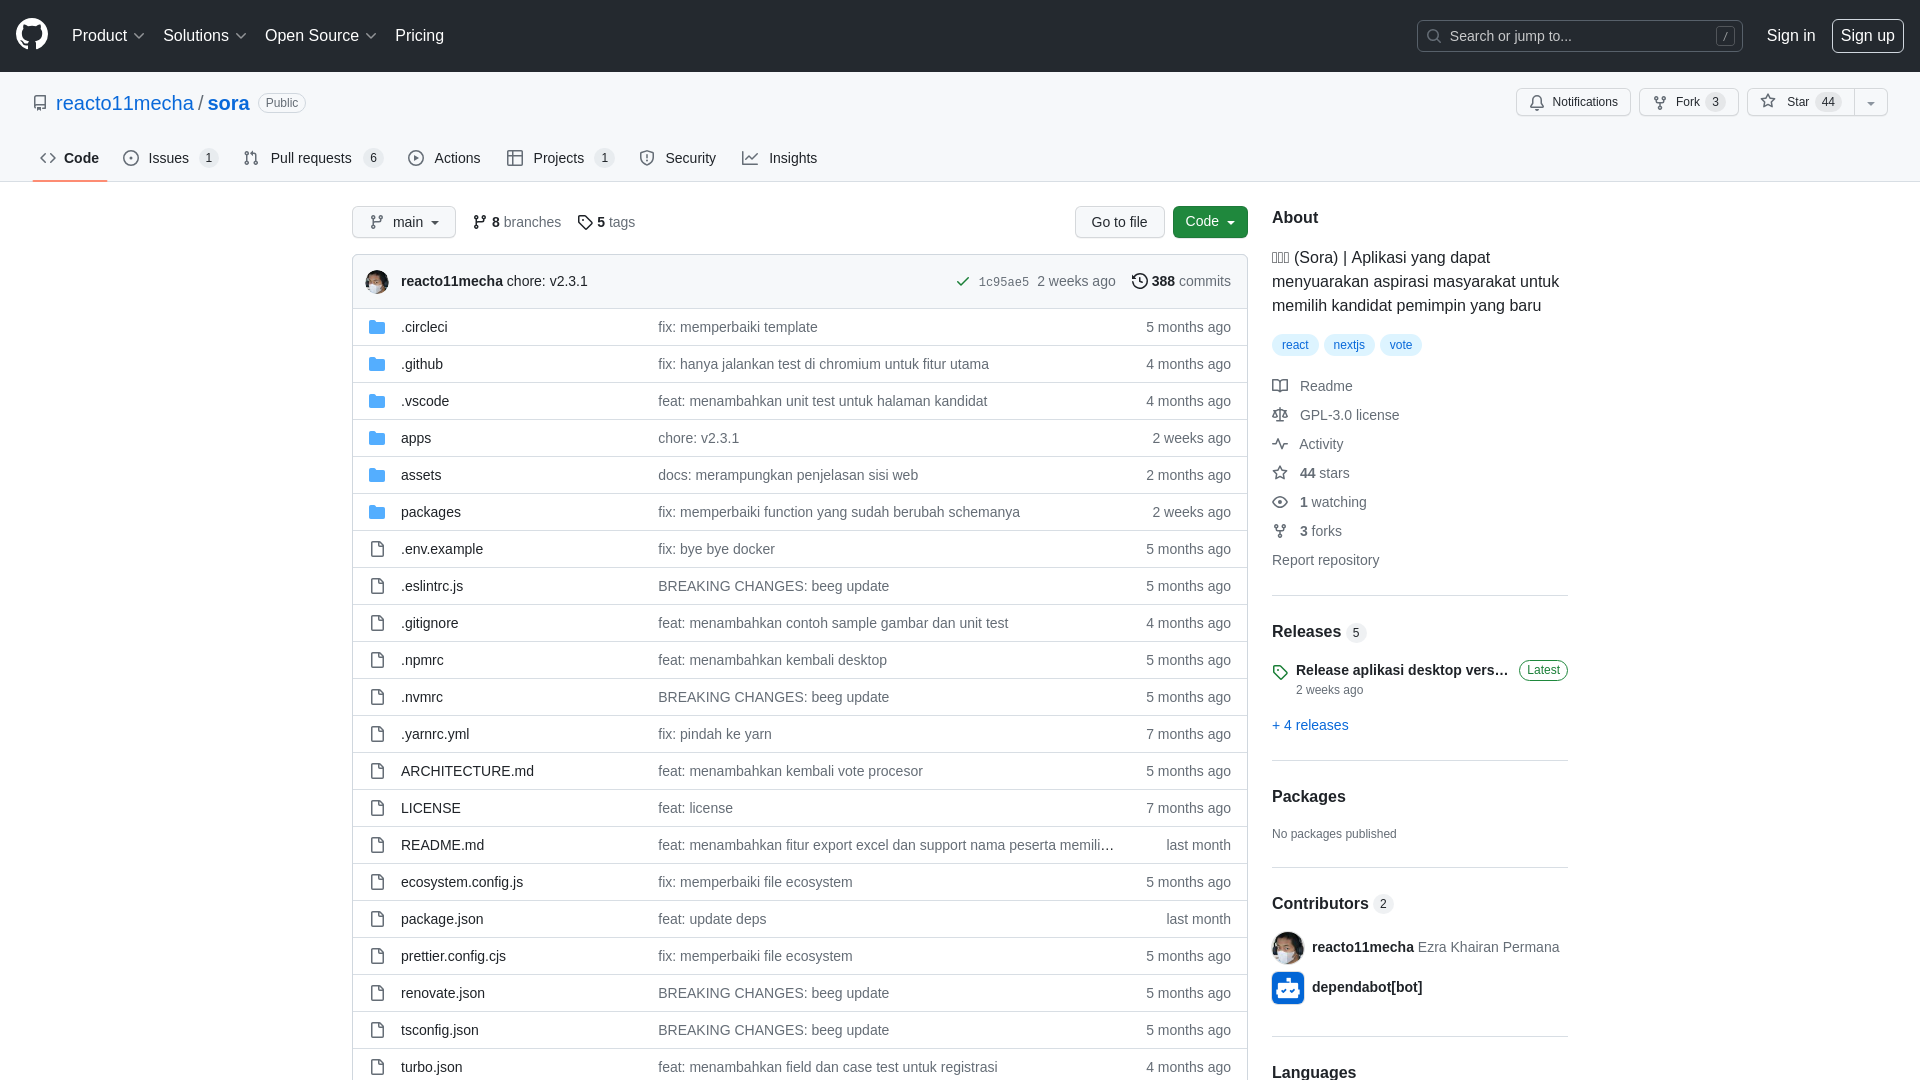 Product
Solutions
Open Source
Pricing
Search or jump to...
/
Sign in
Sign up
reacto11mecha / sora
Public
Notifications
Fork 3
Star 44
Code
Issues 1
Pull requests 6
Actions
Projects 1
Security
Insights
main
8 branches
5 tags
Go to file
Code
reacto11mecha chore: v2.3.1
1c95ae5 2 weeks ago
388 commits
.circleci fix: memperbaiki template 5 months ago
.github fix: hanya jalankan test di chromium untuk fitur utama 4 months ago
.vscode feat: menambahkan unit test untuk halaman kandidat 4 months ago
apps chore: v2.3.1 2 weeks ago
assets docs: merampungkan penjelasan sisi web 2 months ago
packages fix: memperbaiki function yang sudah berubah schemanya 2 weeks ago
.env.example fix: bye bye docker 5 months ago
.eslintrc.js BREAKING CHANGES: beeg update 5 months ago
.gitignore feat: menambahkan contoh sample gambar dan unit test 4 months ago
.npmrc feat: menambahkan kembali desktop 5 months ago
.nvmrc BREAKING CHANGES: beeg update 5 months ago
.yarnrc.yml fix: pindah ke yarn 7 months ago
ARCHITECTURE.md feat: menambahkan kembali vote procesor 5 months ago
LICENSE feat: license 7 months ago
README.md feat: menambahkan fitur export excel dan support nama peserta memili… last month
ecosystem.config.js fix: memperbaiki file ecosystem 5 months ago
package.json feat: update deps last month
prettier.config.cjs fix: memperbaiki file ecosystem 5 months ago
renovate.json BREAKING CHANGES: beeg update 5 months ago
tsconfig.json BREAKING CHANGES: beeg update 5 months ago
turbo.json feat: menambahkan field dan case test untuk registrasi 4 months ago
About
(Sora) | Aplikasi yang dapat
menyuarakan aspirasi masyarakat untuk
memilih kandidat pemimpin yang baru
react nextjs vote
Readme
GPL-3.0 license
Activity
44 stars
1 watching
3 forks
Report repository
Releases 5
Release aplikasi desktop vers… Latest
2 weeks ago
+ 4 releases
Packages
No packages published
Contributors 2
reacto11mecha Ezra Khairan Permana
dependabot[bot]
Languages